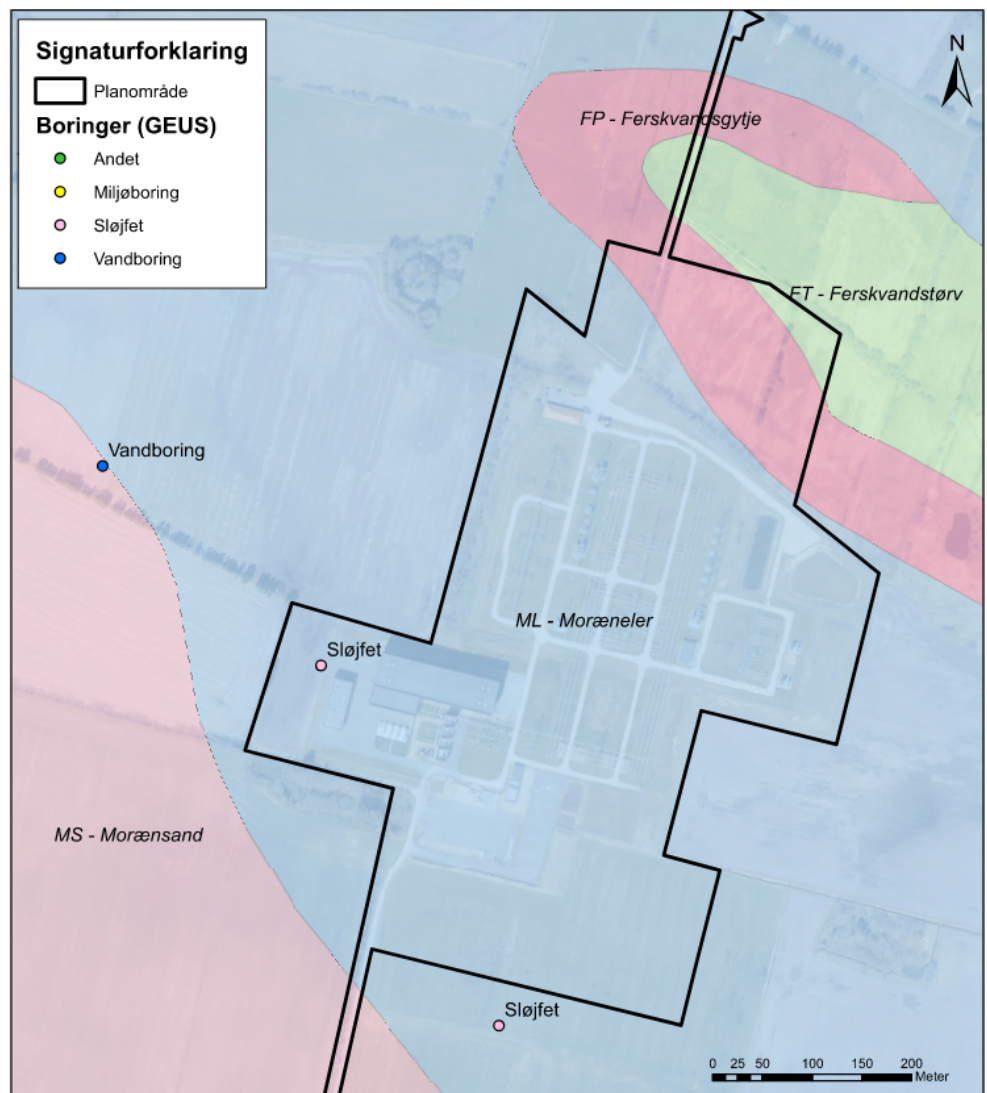 Signaturforklaring
Planområde
Boringer (GEUS)
Andet
Miljøboring
Sløjfet
Vandboring
N
FP - Ferskvandsgytje
FT - Ferskvandstørv
Vandboring
ML - Moræneler
Sløjfet
MS - Morænsand
Sløjfet
0 25 50 100 150 200
Meter